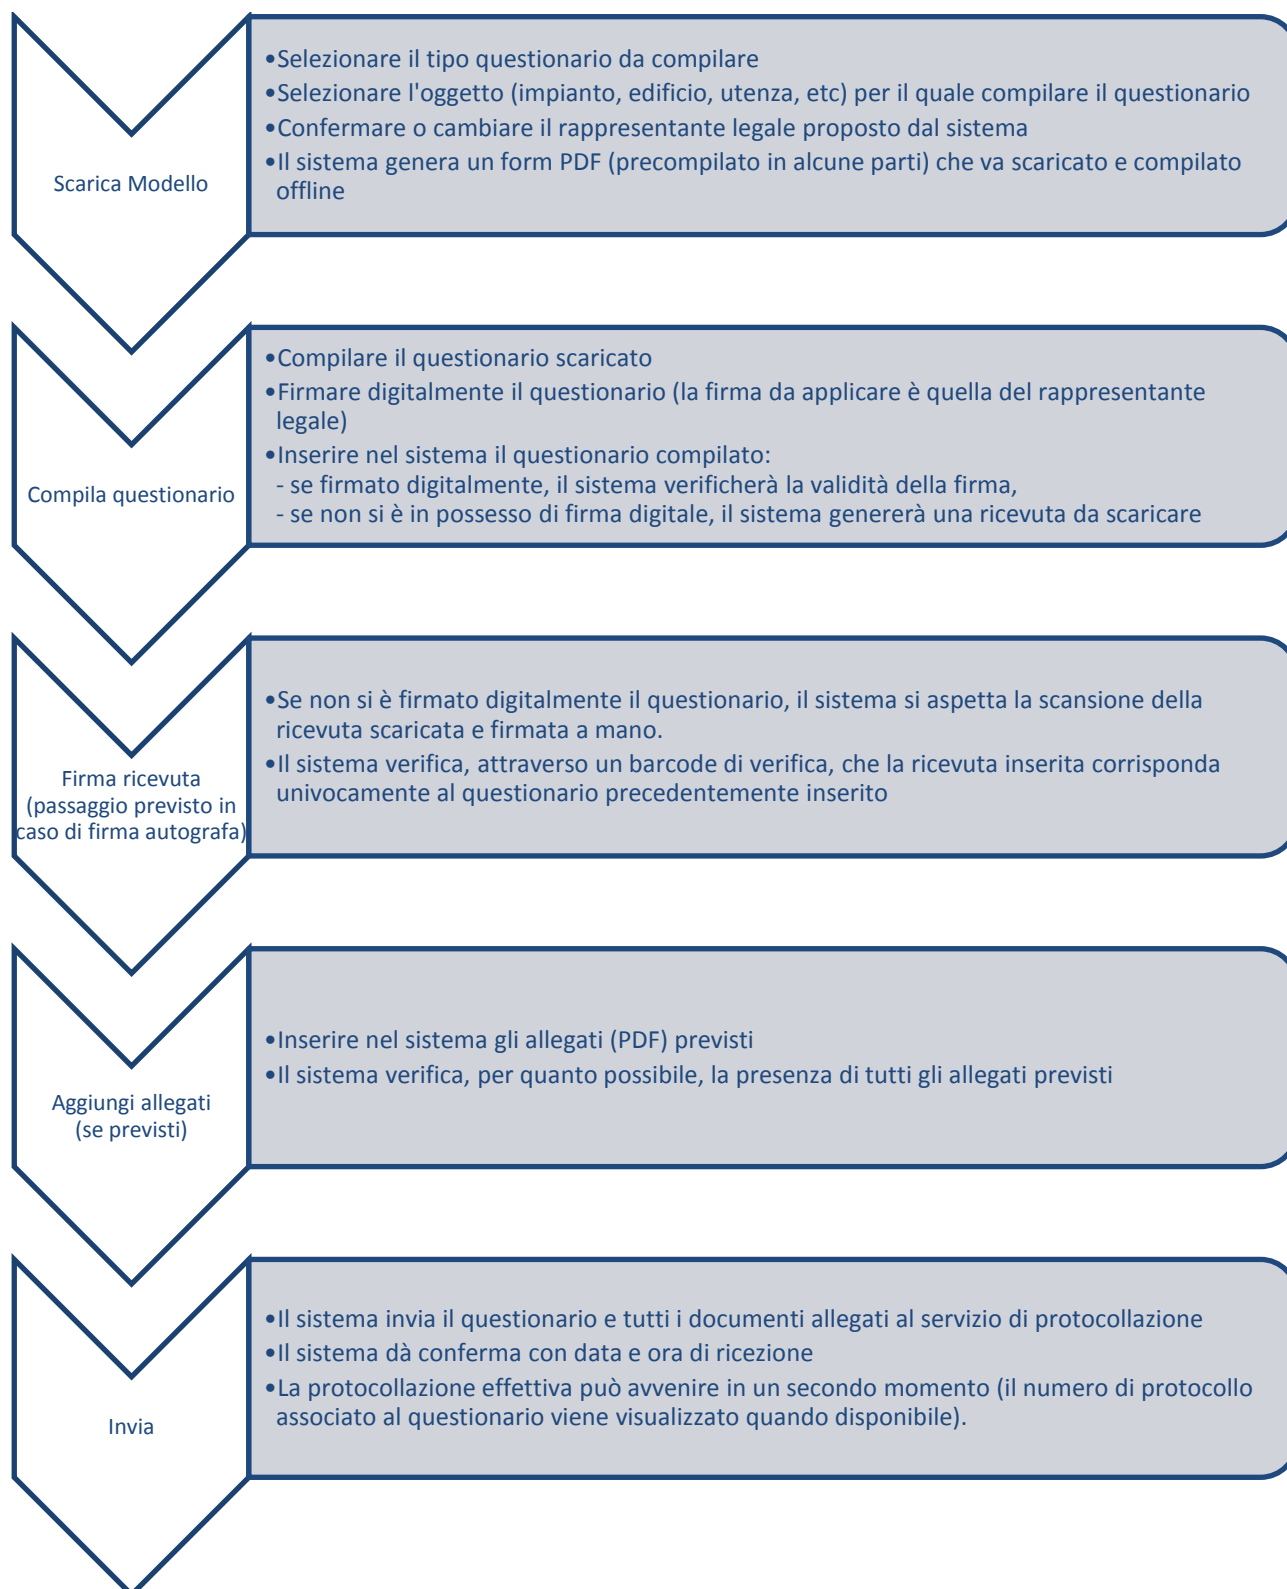 Scarica Modello
•Selezionare il tipo questionario da compilare
•Selezionare l'oggetto (impianto, edificio, utenza, etc) per il quale compilare il questionario
•Confermare o cambiare il rappresentante legale proposto dal sistema
•Il sistema genera un form PDF (precompilato in alcune parti) che va scaricato e compilato
offline
Compila questionario
•Compilare il questionario scaricato
•Firmare digitalmente il questionario (la firma da applicare è quella del rappresentante
legale)
•Inserire nel sistema il questionario compilato:
- se firmato digitalmente, il sistema verificherà la validità della firma,
- se non si è in possesso di firma digitale, il sistema genererà una ricevuta da scaricare
Firma ricevuta
(passaggio previsto in
caso di firma autografa)
•Se non si è firmato digitalmente il questionario, il sistema si aspetta la scansione della
ricevuta scaricata e firmata a mano.
•Il sistema verifica, attraverso un barcode di verifica, che la ricevuta inserita corrisponda
univocamente al questionario precedentemente inserito
Aggiungi allegati
(se previsti)
•Inserire nel sistema gli allegati (PDF) previsti
•Il sistema verifica, per quanto possibile, la presenza di tutti gli allegati previsti
Invia
•Il sistema invia il questionario e tutti i documenti allegati al servizio di protocollazione
•Il sistema dà conferma con data e ora di ricezione
•La protocollazione effettiva può avvenire in un secondo momento (il numero di protocollo
associato al questionario viene visualizzato quando disponibile).